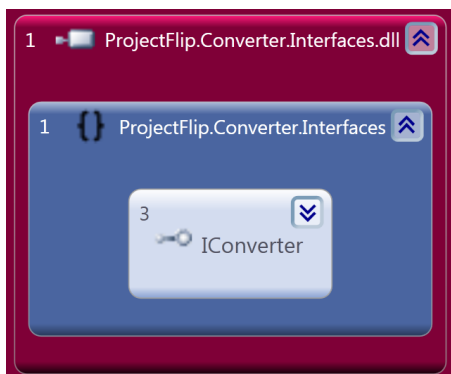 1 ProjectFlip.Converter.Interfaces.dll
1 {} ProjectFlip.Converter.Interfaces
3
IConverter